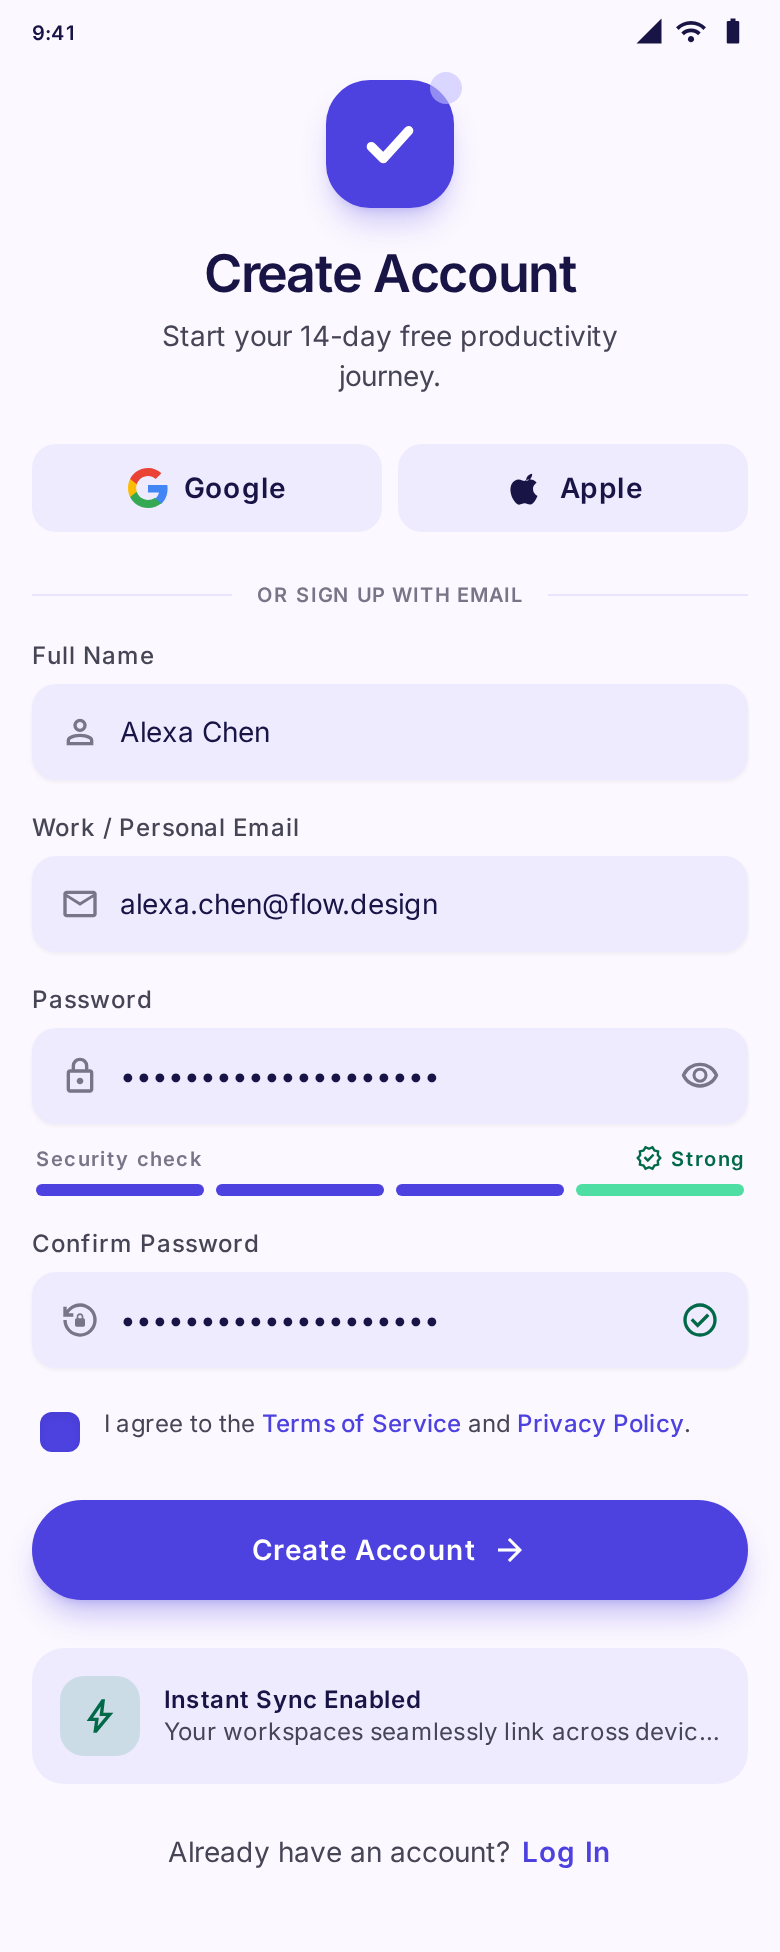 9:41
Create Account
Start your 14-day free productivity
journey.
Google
Apple
OR SIGN UP WITH EMAIL
Full Name
Alexa Chen
Work / Personal Email
alexa.chen@flow.design
Password
••••••••••••••••••••
Security check
Strong
Confirm Password
••••••••••••••••••••
I agree to the Terms of Service and Privacy Policy.
Create Account
Instant Sync Enabled
Your workspaces seamlessly link across devic...
Already have an account? Log In